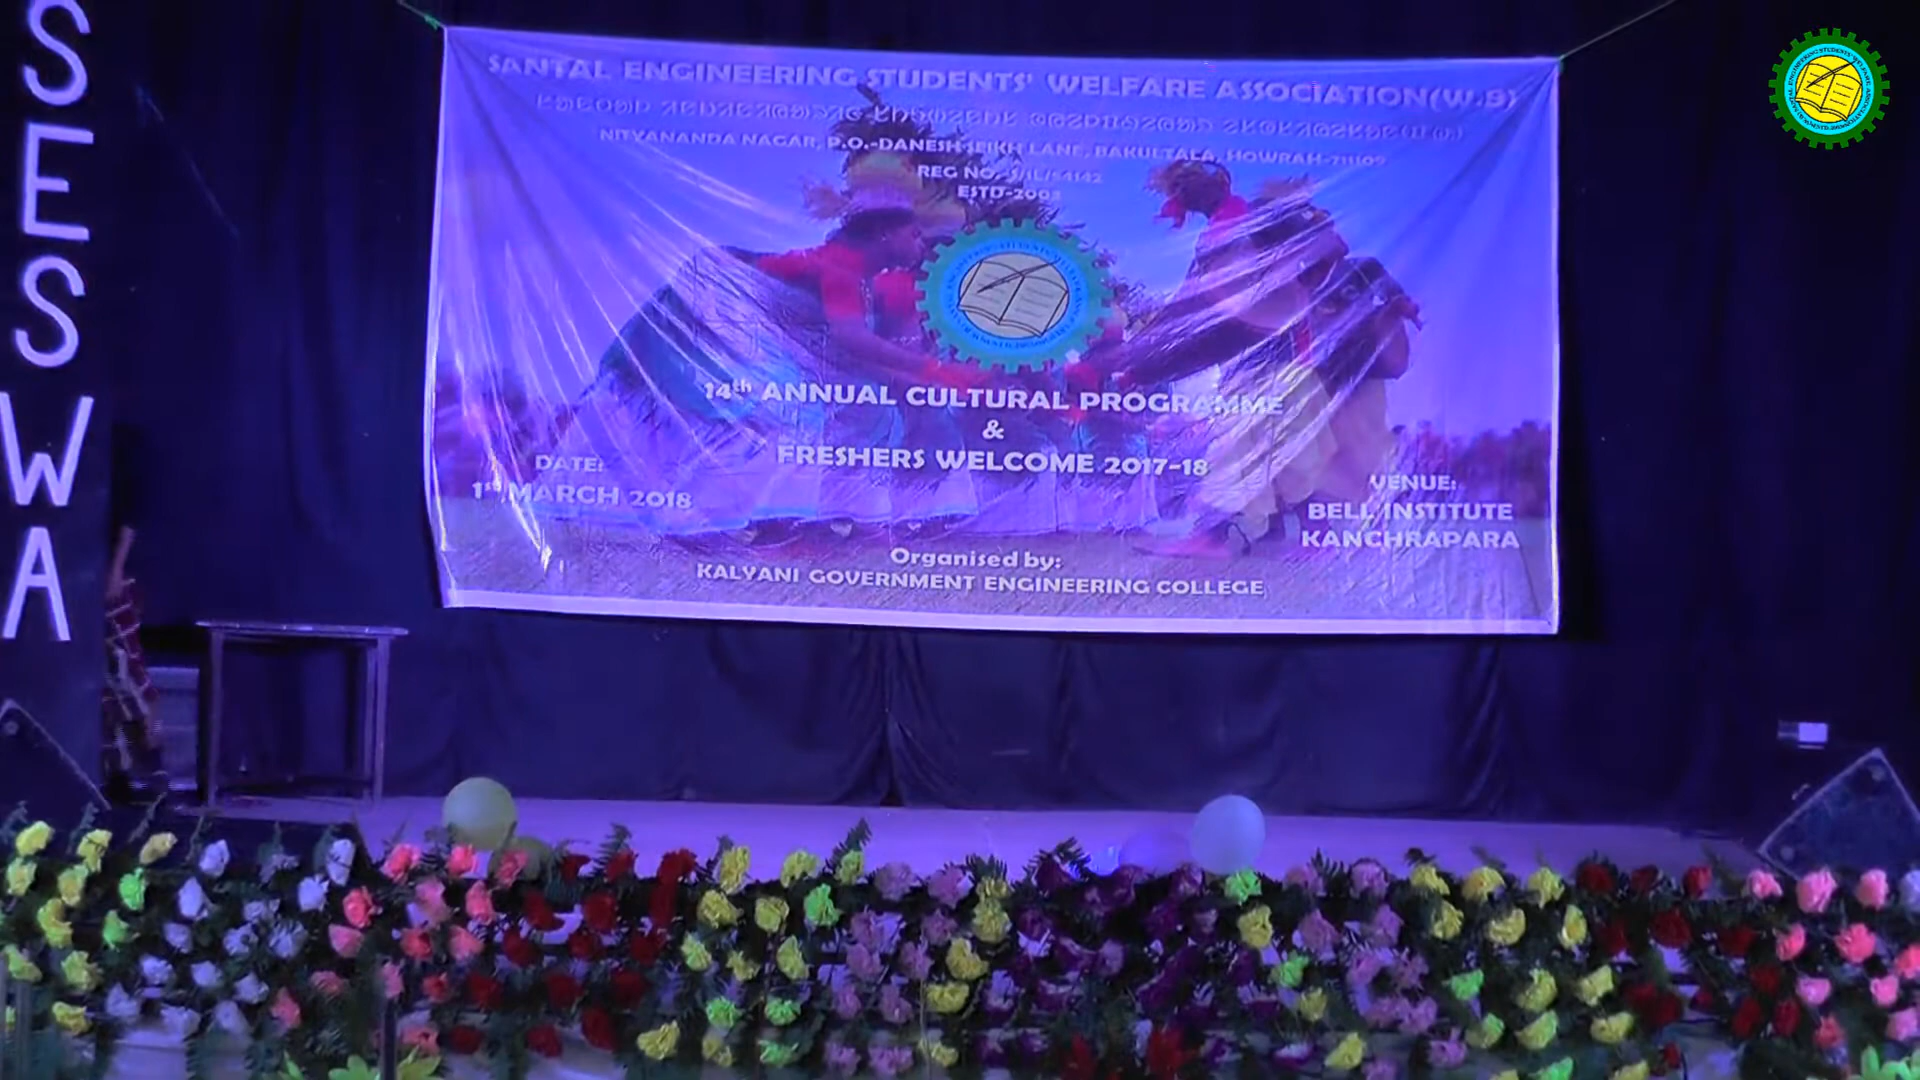 SESWA
SANTAL ENGINEERING STUDENTS' WELFARE ASSOCIATION(W.B)
NITYANANDA NAGAR, P.O.-DANESH SEIKH LANE, BAKULTALA, HOWRAH-711109
REG NO.-
ESTD-
14th ANNUAL CULTURAL PROGRAMME
&
FRESHERS WELCOME 2017-18
DATE:
1st MARCH 2018
VENUE:
BELL INSTITUTE
KANCHRAPARA
Organised by:
KALYANI GOVERNMENT ENGINEERING COLLEGE